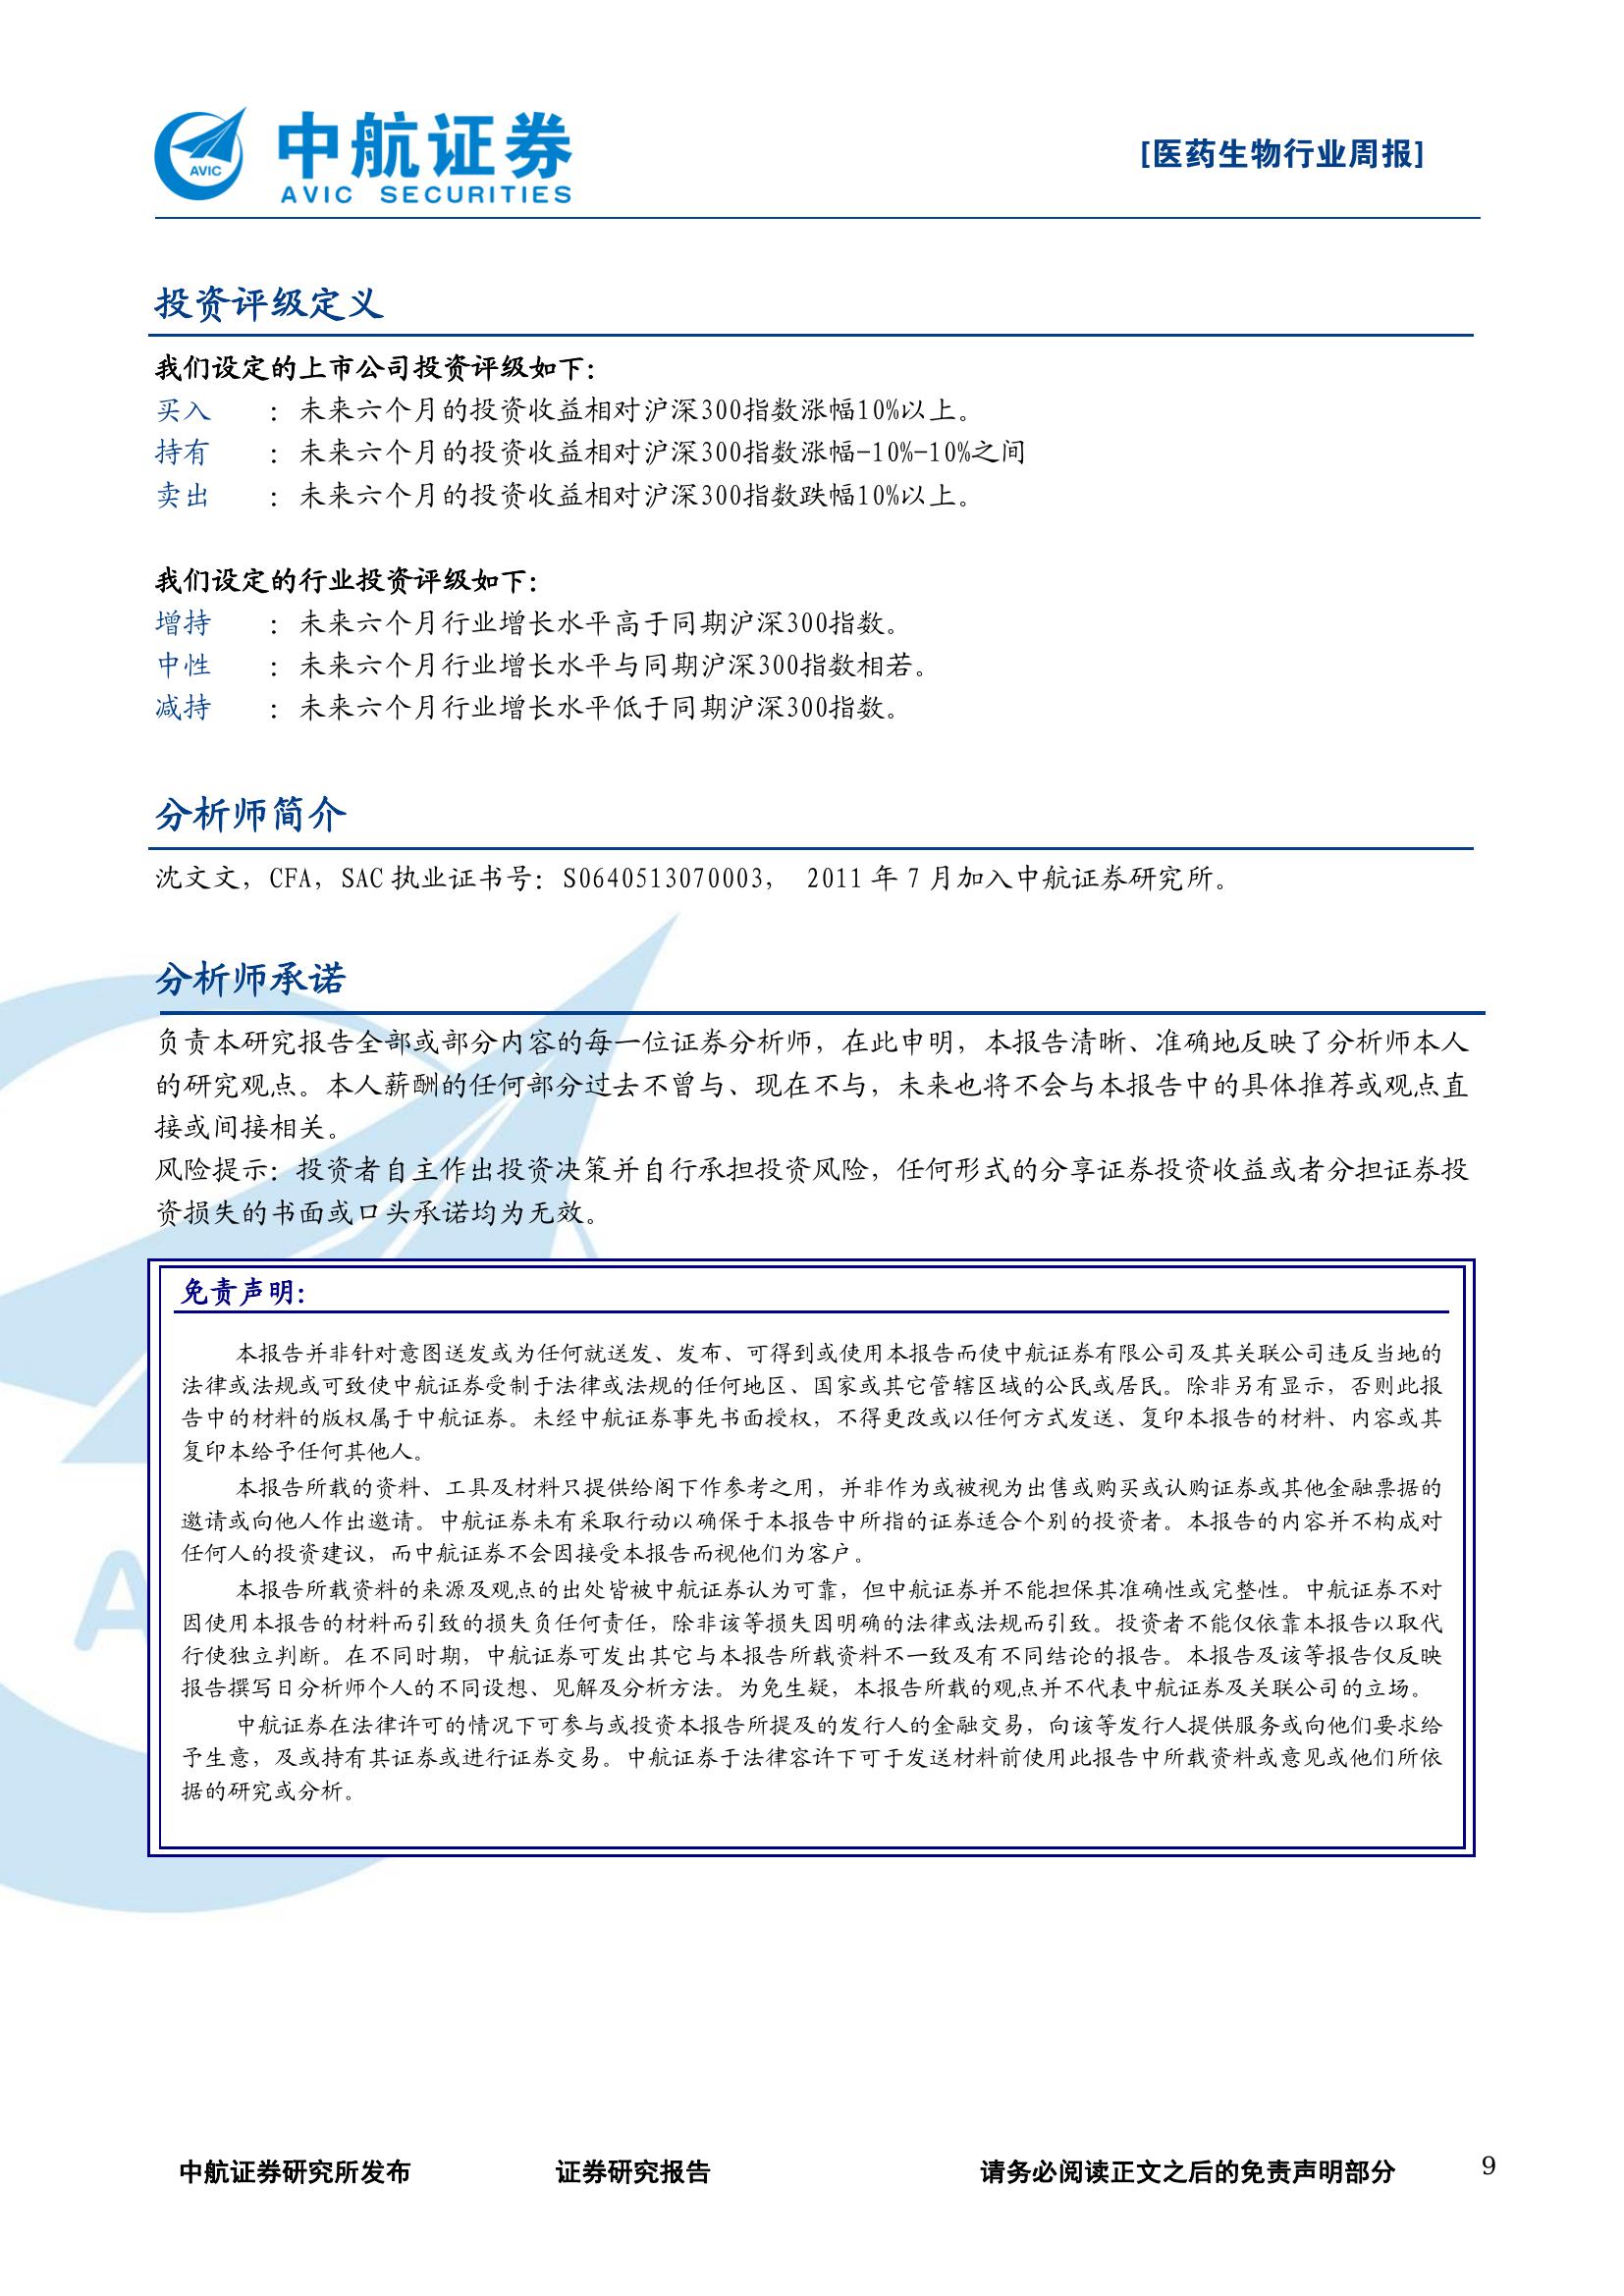 AVIC
中航证券
AVIC SECURITIES
[医药生物行业周报]
投资评级定义
我们设定的上市公司投资评级如下：
买入 ：未来六个月的投资收益相对沪深300指数涨幅10%以上。
持有 ：未来六个月的投资收益相对沪深300指数涨幅-10%-10%之间
卖出 ：未来六个月的投资收益相对沪深300指数跌幅10%以上。
我们设定的行业投资评级如下：
增持 ：未来六个月行业增长水平高于同期沪深300指数。
中性 ：未来六个月行业增长水平与同期沪深300指数相若。
减持 ：未来六个月行业增长水平低于同期沪深300指数。
分析师简介
沈文文，CFA，SAC 执业证书号：S0640513070003， 2011 年 7 月加入中航证券研究所。
分析师承诺
负责本研究报告全部或部分内容的每一位证券分析师，在此申明，本报告清晰、准确地反映了分析师本人
的研究观点。本人薪酬的任何部分过去不曾与、现在不与，未来也将不会与本报告中的具体推荐或观点直
接或间接相关。
风险提示：投资者自主作出投资决策并自行承担投资风险，任何形式的分享证券投资收益或者分担证券投
资损失的书面或口头承诺均为无效。
免责声明：
本报告并非针对意图送发或为任何就送发、发布、可得到或使用本报告而使中航证券有限公司及其关联公司违反当地的
法律或法规或可致使中航证券受制于法律或法规的任何地区、国家或其它管辖区域的公民或居民。除非另有显示，否则此报
告中的材料的版权属于中航证券。未经中航证券事先书面授权，不得更改或以任何方式发送、复印本报告的材料、内容或其
复印本给予任何其他人。
本报告所载的资料、工具及材料只提供给阁下作参考之用，并非作为或被视为出售或购买或认购证券或其他金融票据的
邀请或向他人作出邀请。中航证券未有采取行动以确保于本报告中所指的证券适合个别的投资者。本报告的内容并不构成对
任何人的投资建议，而中航证券不会因接受本报告而视他们为客户。
本报告所载资料的来源及观点的出处皆被中航证券认为可靠，但中航证券并不能担保其准确性或完整性。中航证券不对
因使用本报告的材料而引致的损失负任何责任，除非该等损失因明确的法律或法规而引致。投资者不能仅依靠本报告以取代
行使独立判断。在不同时期，中航证券可发出其它与本报告所载资料不一致及有不同结论的报告。本报告及该等报告仅反映
报告撰写日分析师个人的不同设想、见解及分析方法。为免生疑，本报告所载的观点并不代表中航证券及关联公司的立场。
中航证券在法律许可的情况下可参与或投资本报告所提及的发行人的金融交易，向该等发行人提供服务或向他们要求给
予生意，及或持有其证券或进行证券交易。中航证券于法律容许下可于发送材料前使用此报告中所载资料或意见或他们所依
据的研究或分析。
中航证券研究所发布 证券研究报告 请务必阅读正文之后的免责声明部分 9